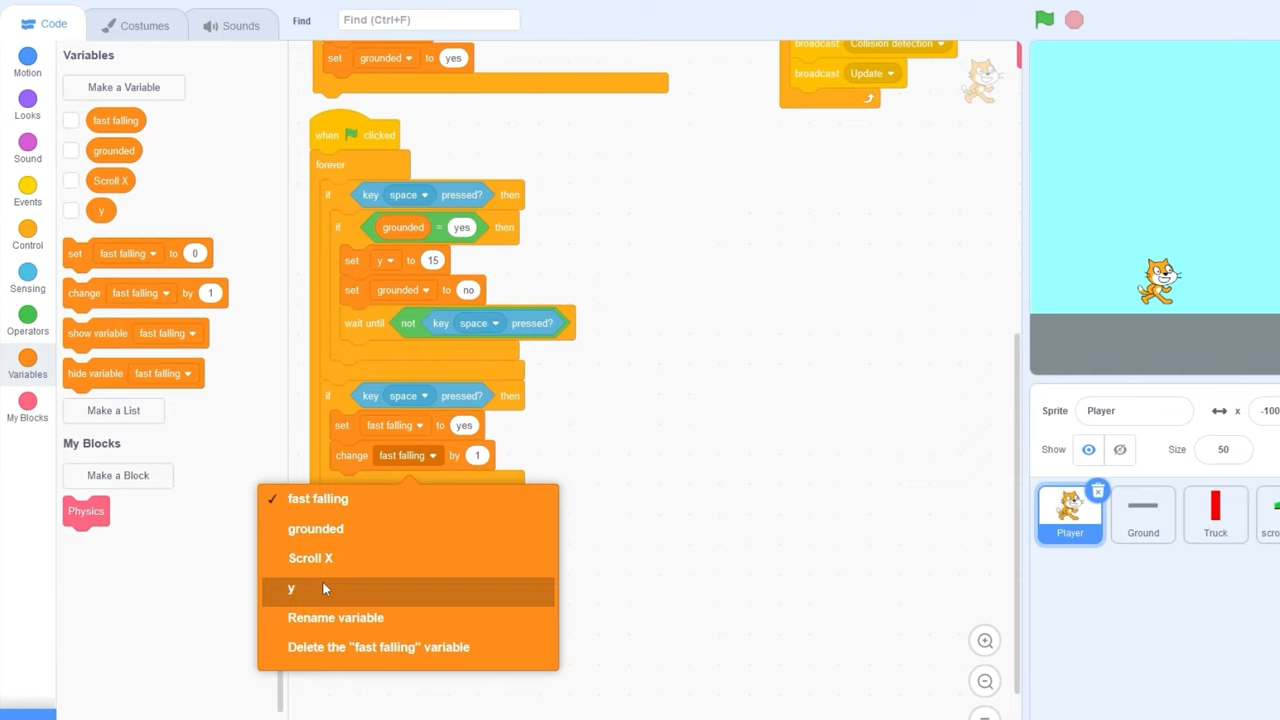 Code
Costumes
Sounds
Find
Find (Ctrl+F)
Motion
Looks
Sound
Events
Control
Sensing
Operators
Variables
My Blocks
Variables
Make a Variable
fast falling
grounded
Scroll X
y
set fast falling to 0
change fast falling by 1
show variable fast falling
hide variable fast falling
Make a List
My Blocks
Make a Block
Physics
set grounded to yes
when clicked
forever
if key space pressed? then
if grounded = yes then
set y to 15
set grounded to no
wait until not key space pressed?
if key space pressed? then
set fast falling to yes
change fast falling by 1
fast falling
grounded
Scroll X
y
Rename variable
Delete the "fast falling" variable
broadcast Collision detection
broadcast Update
Sprite Player x -100
Show Size 50
Player
Ground
Truck